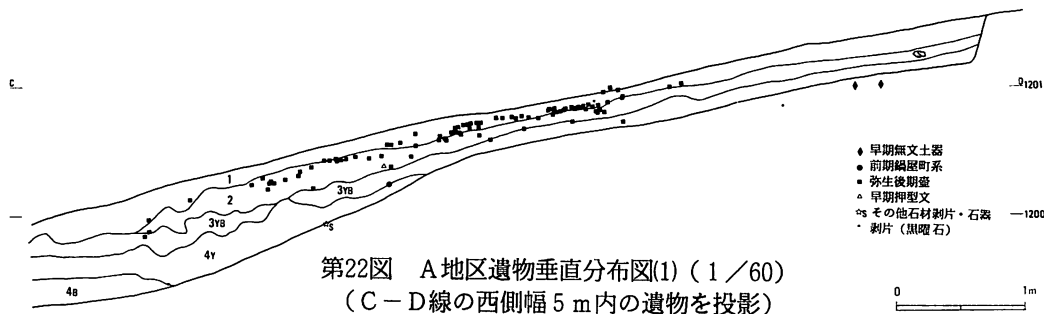 C
D 1201
1
2
3YB
3YB
4Y
4B
S
1200
◆ 早期無文土器
● 前期鍋屋町系
■ 弥生後期壺
△ 早期押型文
☆S その他石材剥片・石器
・ 剥片(黒曜石)
第22図 A地区遺物垂直分布図(1)(1/60)
(C-D線の西側幅5m内の遺物を投影)
0 1m